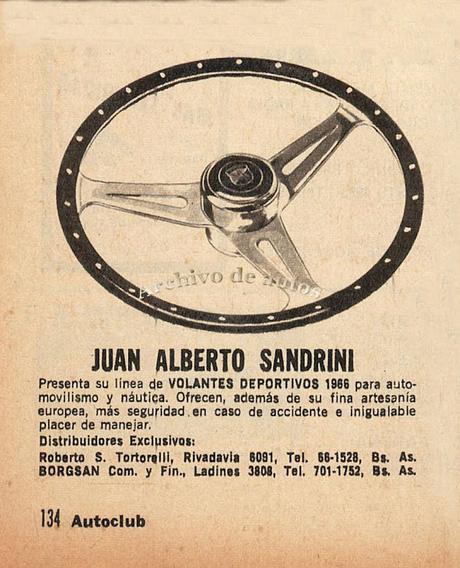 Archivo de autos
JUAN ALBERTO SANDRINI
Presenta su línea de VOLANTES DEPORTIVOS 1966 para auto-
movilismo y náutica. Ofrecen, además de su fina artesanía
europea, más seguridad en caso de accidente e inigualable
placer de manejar.
Distribuidores Exclusivos:
Roberto S. Tortorelli, Rivadavia 6091, Tel. 66-1528, Bs. As.
BORGSAN Com. y Fin., Ladines 3808, Tel. 701-1752, Bs. As.
134 Autoclub